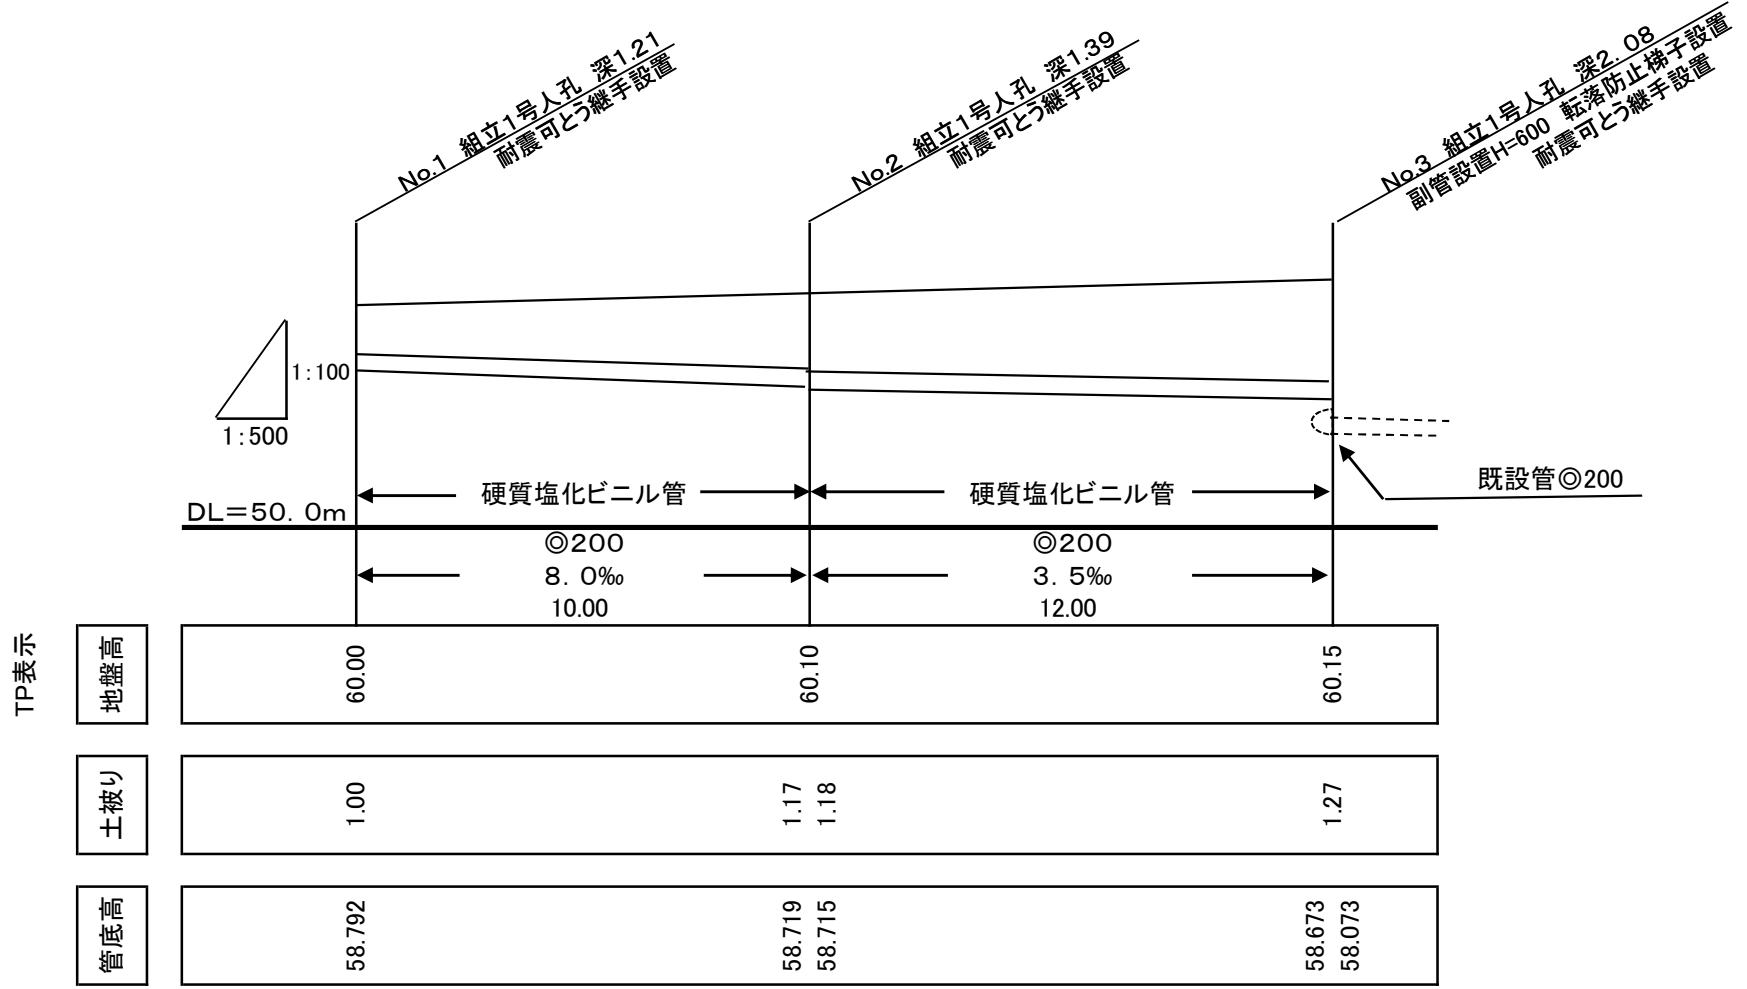 No.1 組立1号人孔 深1.21
耐震可とう継手設置
No.2 組立1号人孔 深1.39
耐震可とう継手設置
No.3 組立1号人孔 深2.08
副管設置H=600 転落防止梯子設置
耐震可とう継手設置
1:100
1:500
既設管◎200
硬質塩化ビニル管
硬質塩化ビニル管
DL=50.0m
◎200
◎200
8.0‰
3.5‰
10.00
12.00
TP表示
地盤高
60.00
60.10
60.15
土被り
1.00
1.17
1.18
1.27
管底高
58.792
58.719
58.715
58.673
58.073